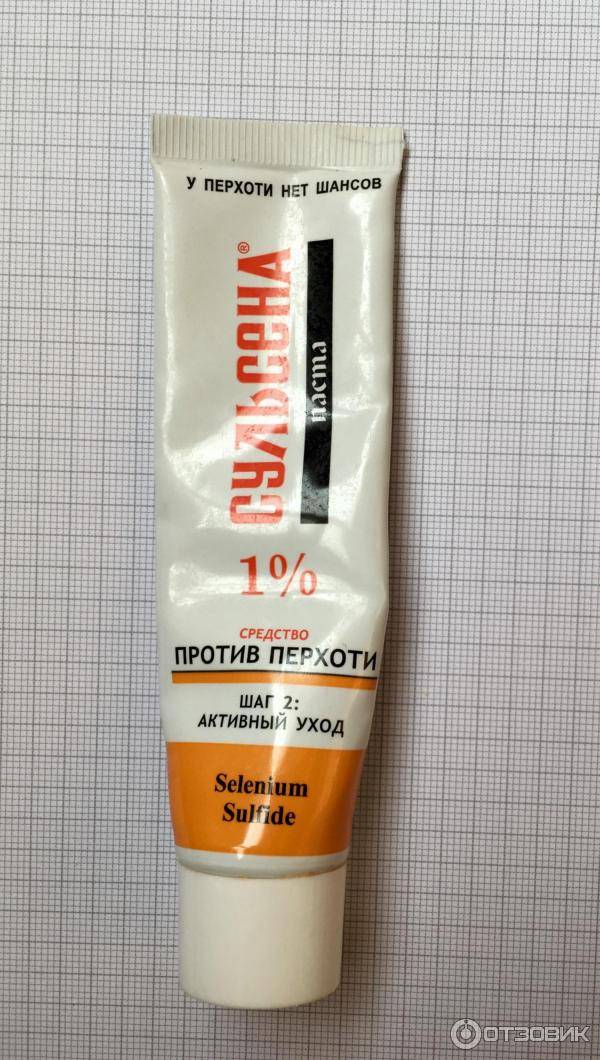 У ПЕРХОТИ НЕТ ШАНСОВ
СУЛЬСЕНА®
паста
1%
СРЕДСТВО
ПРОТИВ ПЕРХОТИ
ШАГ 2:
АКТИВНЫЙ УХОД
Selenium
Sulfide
ОТЗОВИК